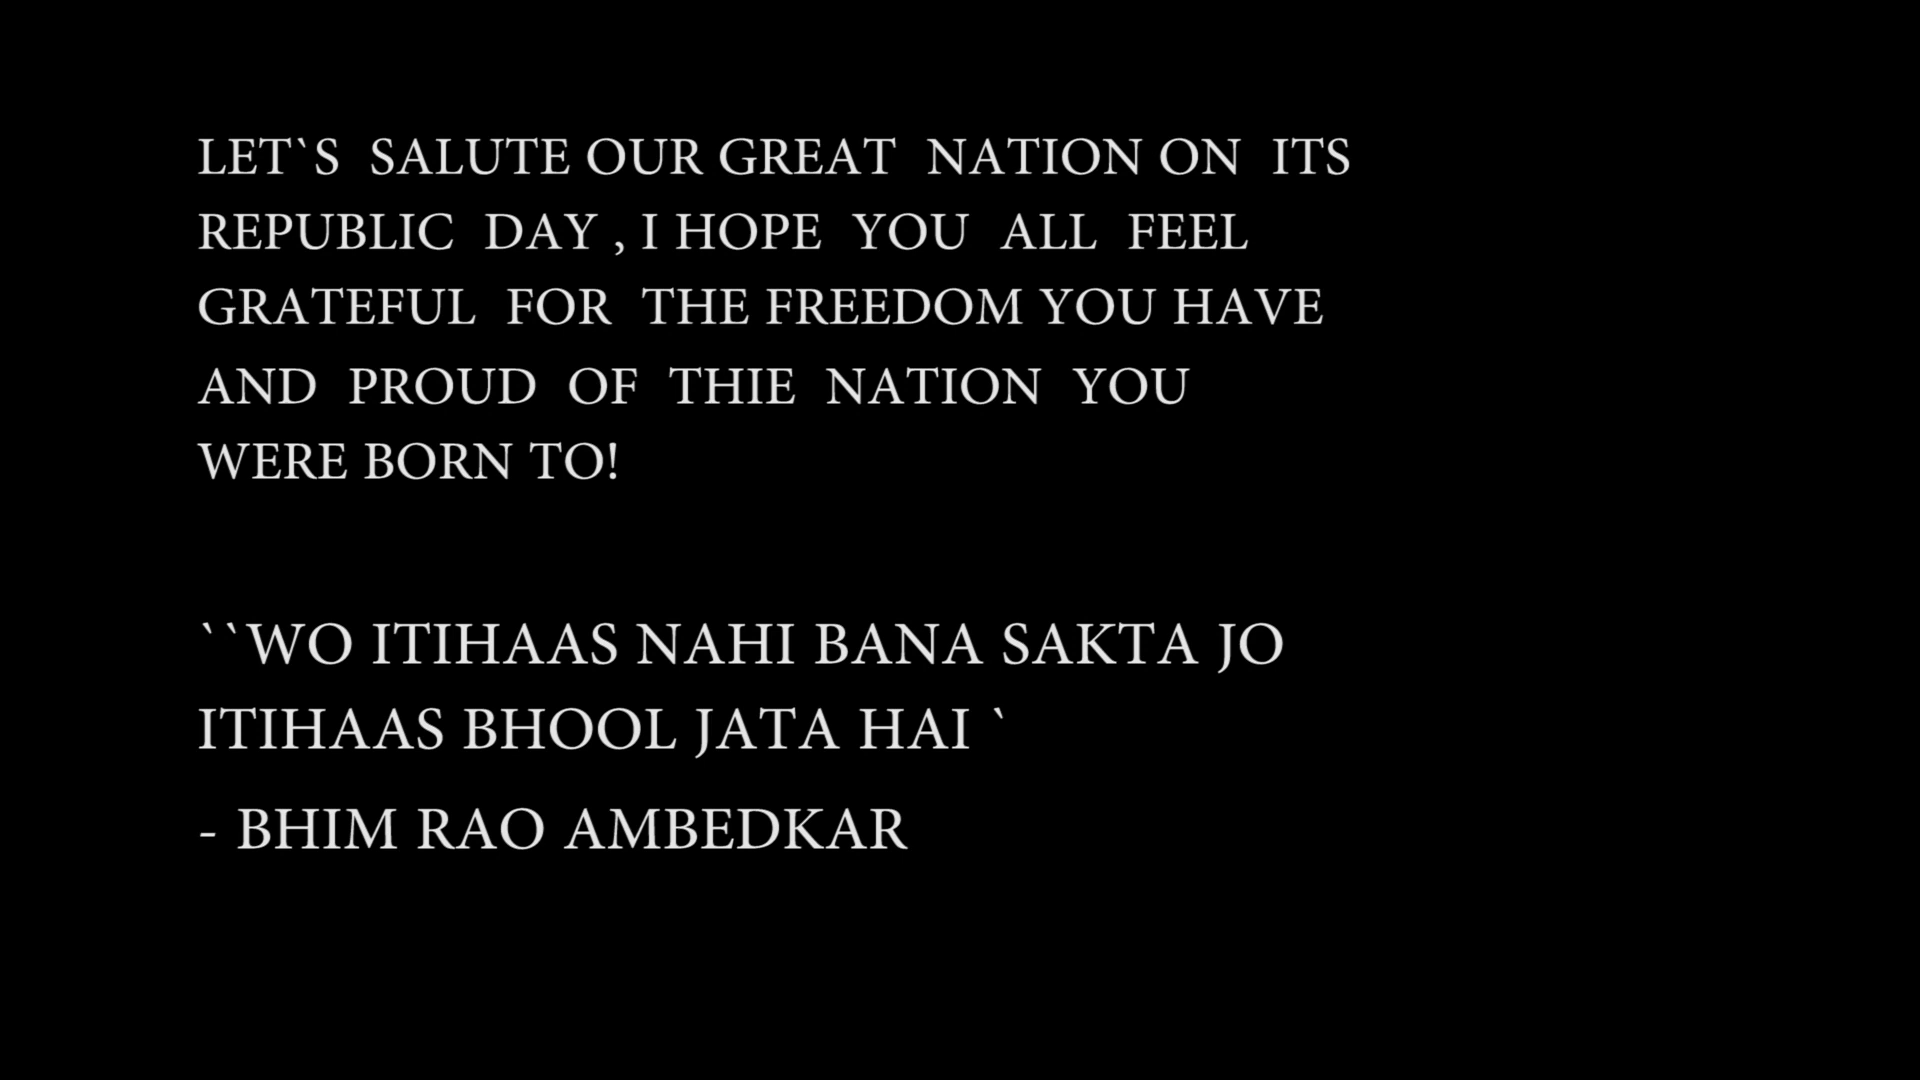 LET`S SALUTE OUR GREAT NATION ON ITS
REPUBLIC DAY , I HOPE YOU ALL FEEL
GRATEFUL FOR THE FREEDOM YOU HAVE
AND PROUD OF THIE NATION YOU
WERE BORN TO!
``WO ITIHAAS NAHI BANA SAKTA JO
ITIHAAS BHOOL JATA HAI `
- BHIM RAO AMBEDKAR